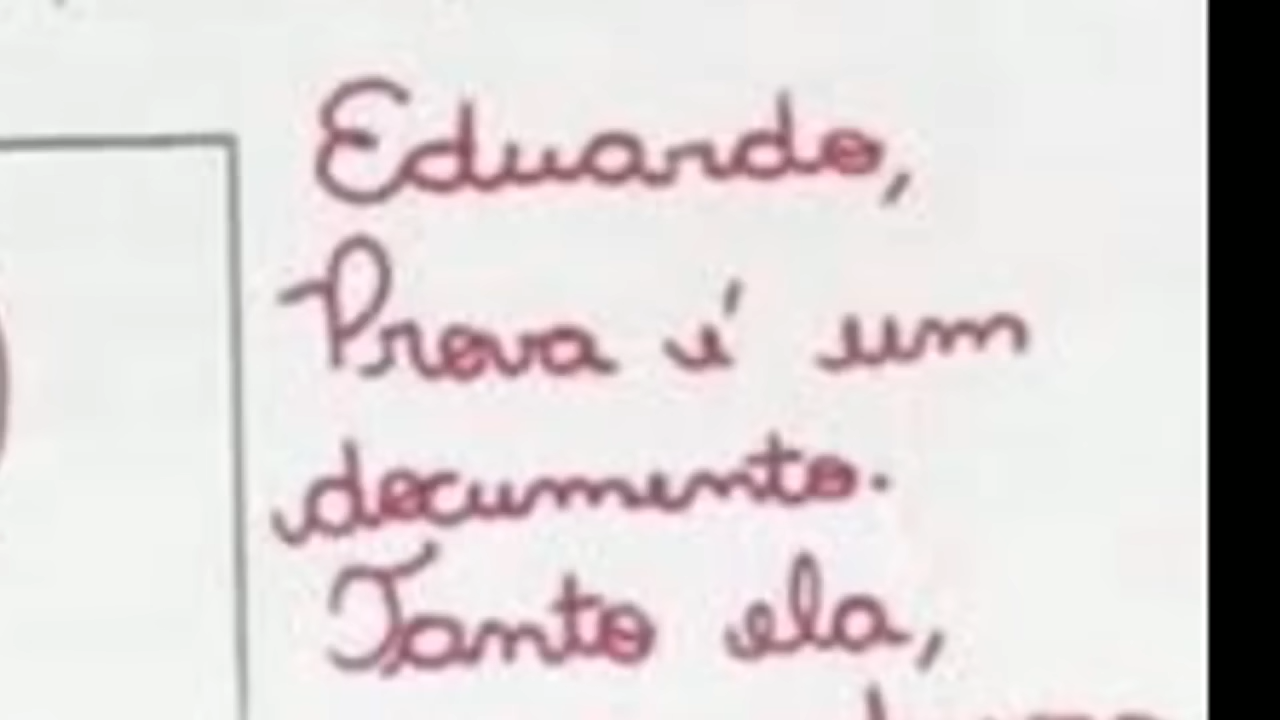 Eduardo,
Prova é um
documento.
Tanto ela,